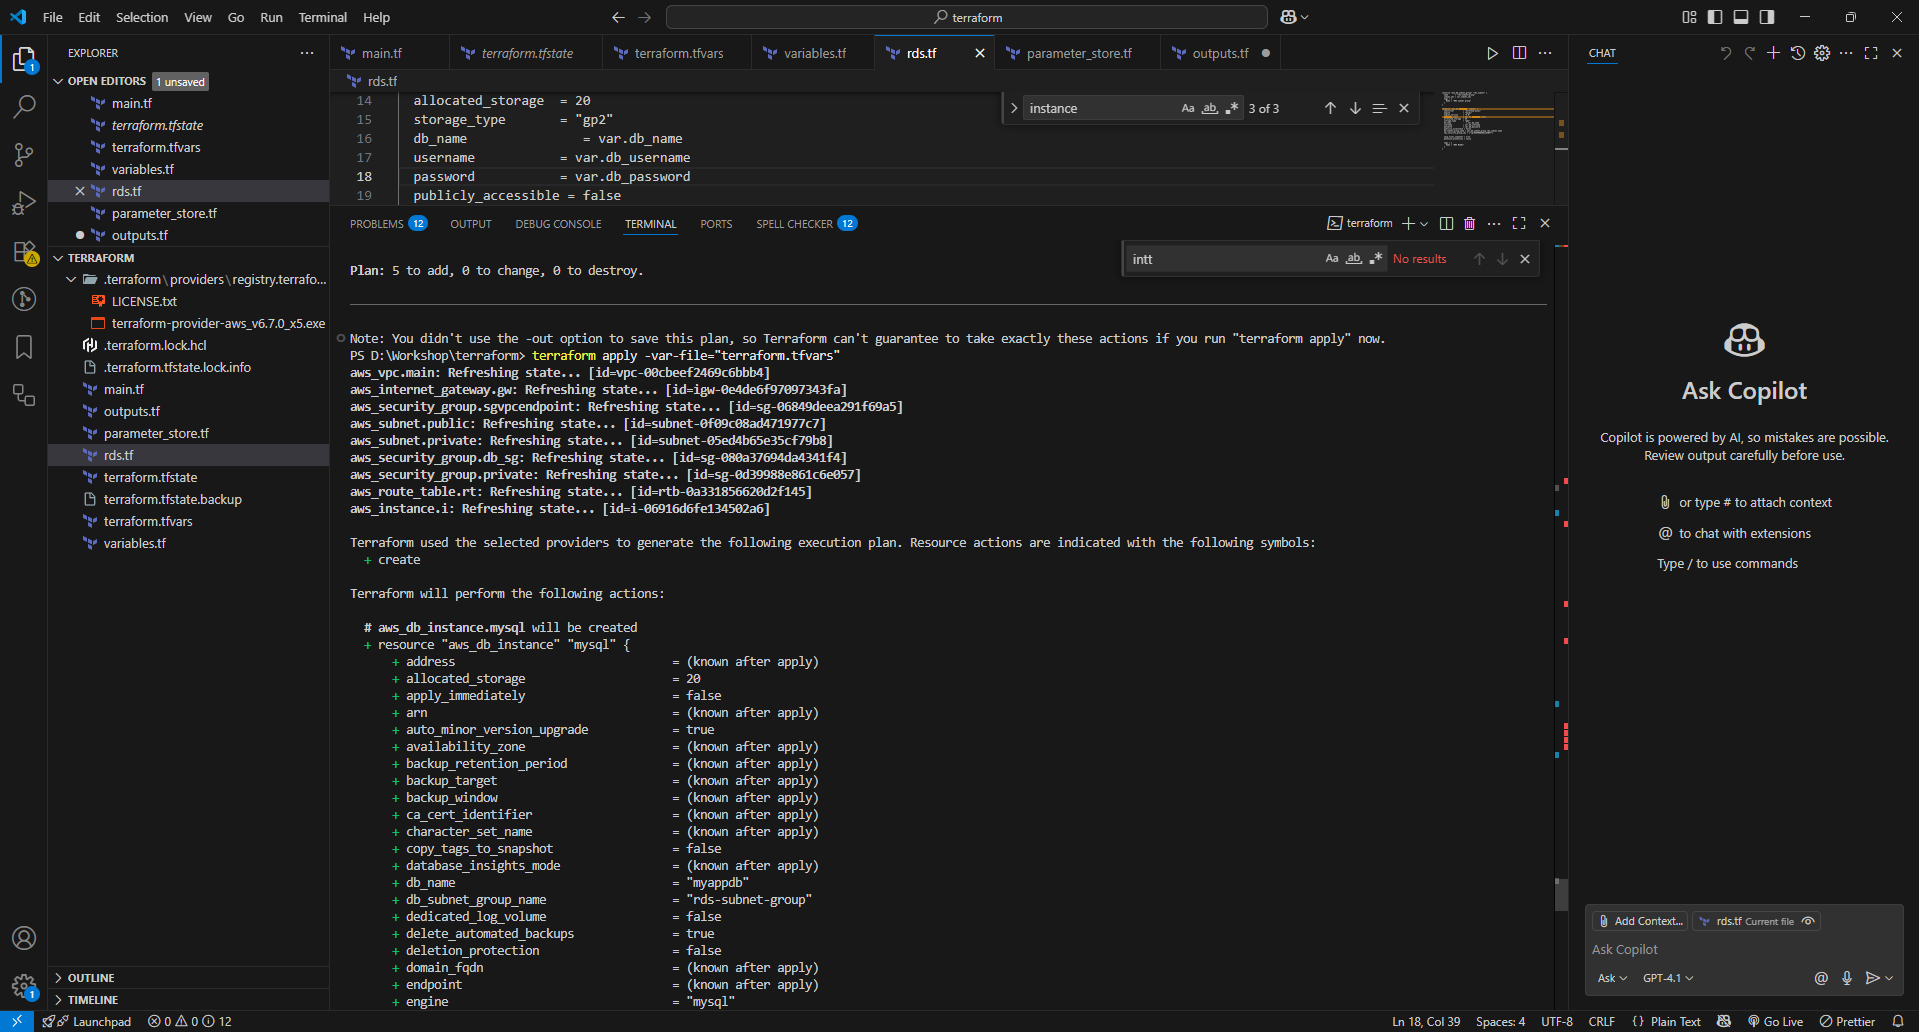 File Edit Selection View Go Run Terminal Help
terraform
EXPLORER
OPEN EDITORS 1 unsaved
main.tf
terraform.tfstate
terraform.tfvars
variables.tf
rds.tf
parameter_store.tf
outputs.tf
TERRAFORM
.terraform\providers\registry.terrafo...
LICENSE.txt
terraform-provider-aws_v6.7.0_x5.exe
.terraform.lock.hcl
.terraform.tfstate.lock.info
main.tf
outputs.tf
parameter_store.tf
rds.tf
terraform.tfstate
terraform.tfstate.backup
terraform.tfvars
variables.tf
OUTLINE
TIMELINE
1
1
main.tf terraform.tfstate terraform.tfvars variables.tf rds.tf parameter_store.tf outputs.tf
rds.tf
14 allocated_storage = 20
15 storage_type = "gp2"
16 db_name = var.db_name
17 username = var.db_username
18 password = var.db_password
19 publicly_accessible = false
instance Aa ab 3 of 3
PROBLEMS 12 OUTPUT DEBUG CONSOLE TERMINAL PORTS SPELL CHECKER 12
terraform
intt Aa ab No results
Plan: 5 to add, 0 to change, 0 to destroy.
Note: You didn't use the -out option to save this plan, so Terraform can't guarantee to take exactly these actions if you run "terraform apply" now.
PS D:\Workshop\terraform> terraform apply -var-file="terraform.tfvars"
aws_vpc.main: Refreshing state... [id=vpc-00cbeef2469c6bbb4]
aws_internet_gateway.gw: Refreshing state... [id=igw-0e4de6f97097343fa]
aws_security_group.sgvpcendpoint: Refreshing state... [id=sg-06849deea291f69a5]
aws_subnet.public: Refreshing state... [id=subnet-0f09c08ad471977c7]
aws_subnet.private: Refreshing state... [id=subnet-05ed4b65e35cf79b8]
aws_security_group.db_sg: Refreshing state... [id=sg-080a37694da4341f4]
aws_security_group.private: Refreshing state... [id=sg-0d39988e861c6e057]
aws_route_table.rt: Refreshing state... [id=rtb-0a331856620d2f145]
aws_instance.i: Refreshing state... [id=i-06916d6fe134502a6]
Terraform used the selected providers to generate the following execution plan. Resource actions are indicated with the following symbols:
+ create
Terraform will perform the following actions:
# aws_db_instance.mysql will be created
+ resource "aws_db_instance" "mysql" {
+ address = (known after apply)
+ allocated_storage = 20
+ apply_immediately = false
+ arn = (known after apply)
+ auto_minor_version_upgrade = true
+ availability_zone = (known after apply)
+ backup_retention_period = (known after apply)
+ backup_target = (known after apply)
+ backup_window = (known after apply)
+ ca_cert_identifier = (known after apply)
+ character_set_name = (known after apply)
+ copy_tags_to_snapshot = false
+ database_insights_mode = (known after apply)
+ db_name = "myappdb"
+ db_subnet_group_name = "rds-subnet-group"
+ dedicated_log_volume = false
+ delete_automated_backups = true
+ deletion_protection = false
+ domain_fqdn = (known after apply)
+ endpoint = (known after apply)
+ engine = "mysql"
CHAT
Ask Copilot
Copilot is powered by AI, so mistakes are possible.
Review output carefully before use.
or type # to attach context
@ to chat with extensions
Type / to use commands
Add Context... rds.tf Current file
Ask Copilot
Ask GPT-4.1 @
Launchpad 0 0 12
Ln 18, Col 39 Spaces: 4 UTF-8 CRLF { } Plain Text Go Live Prettier